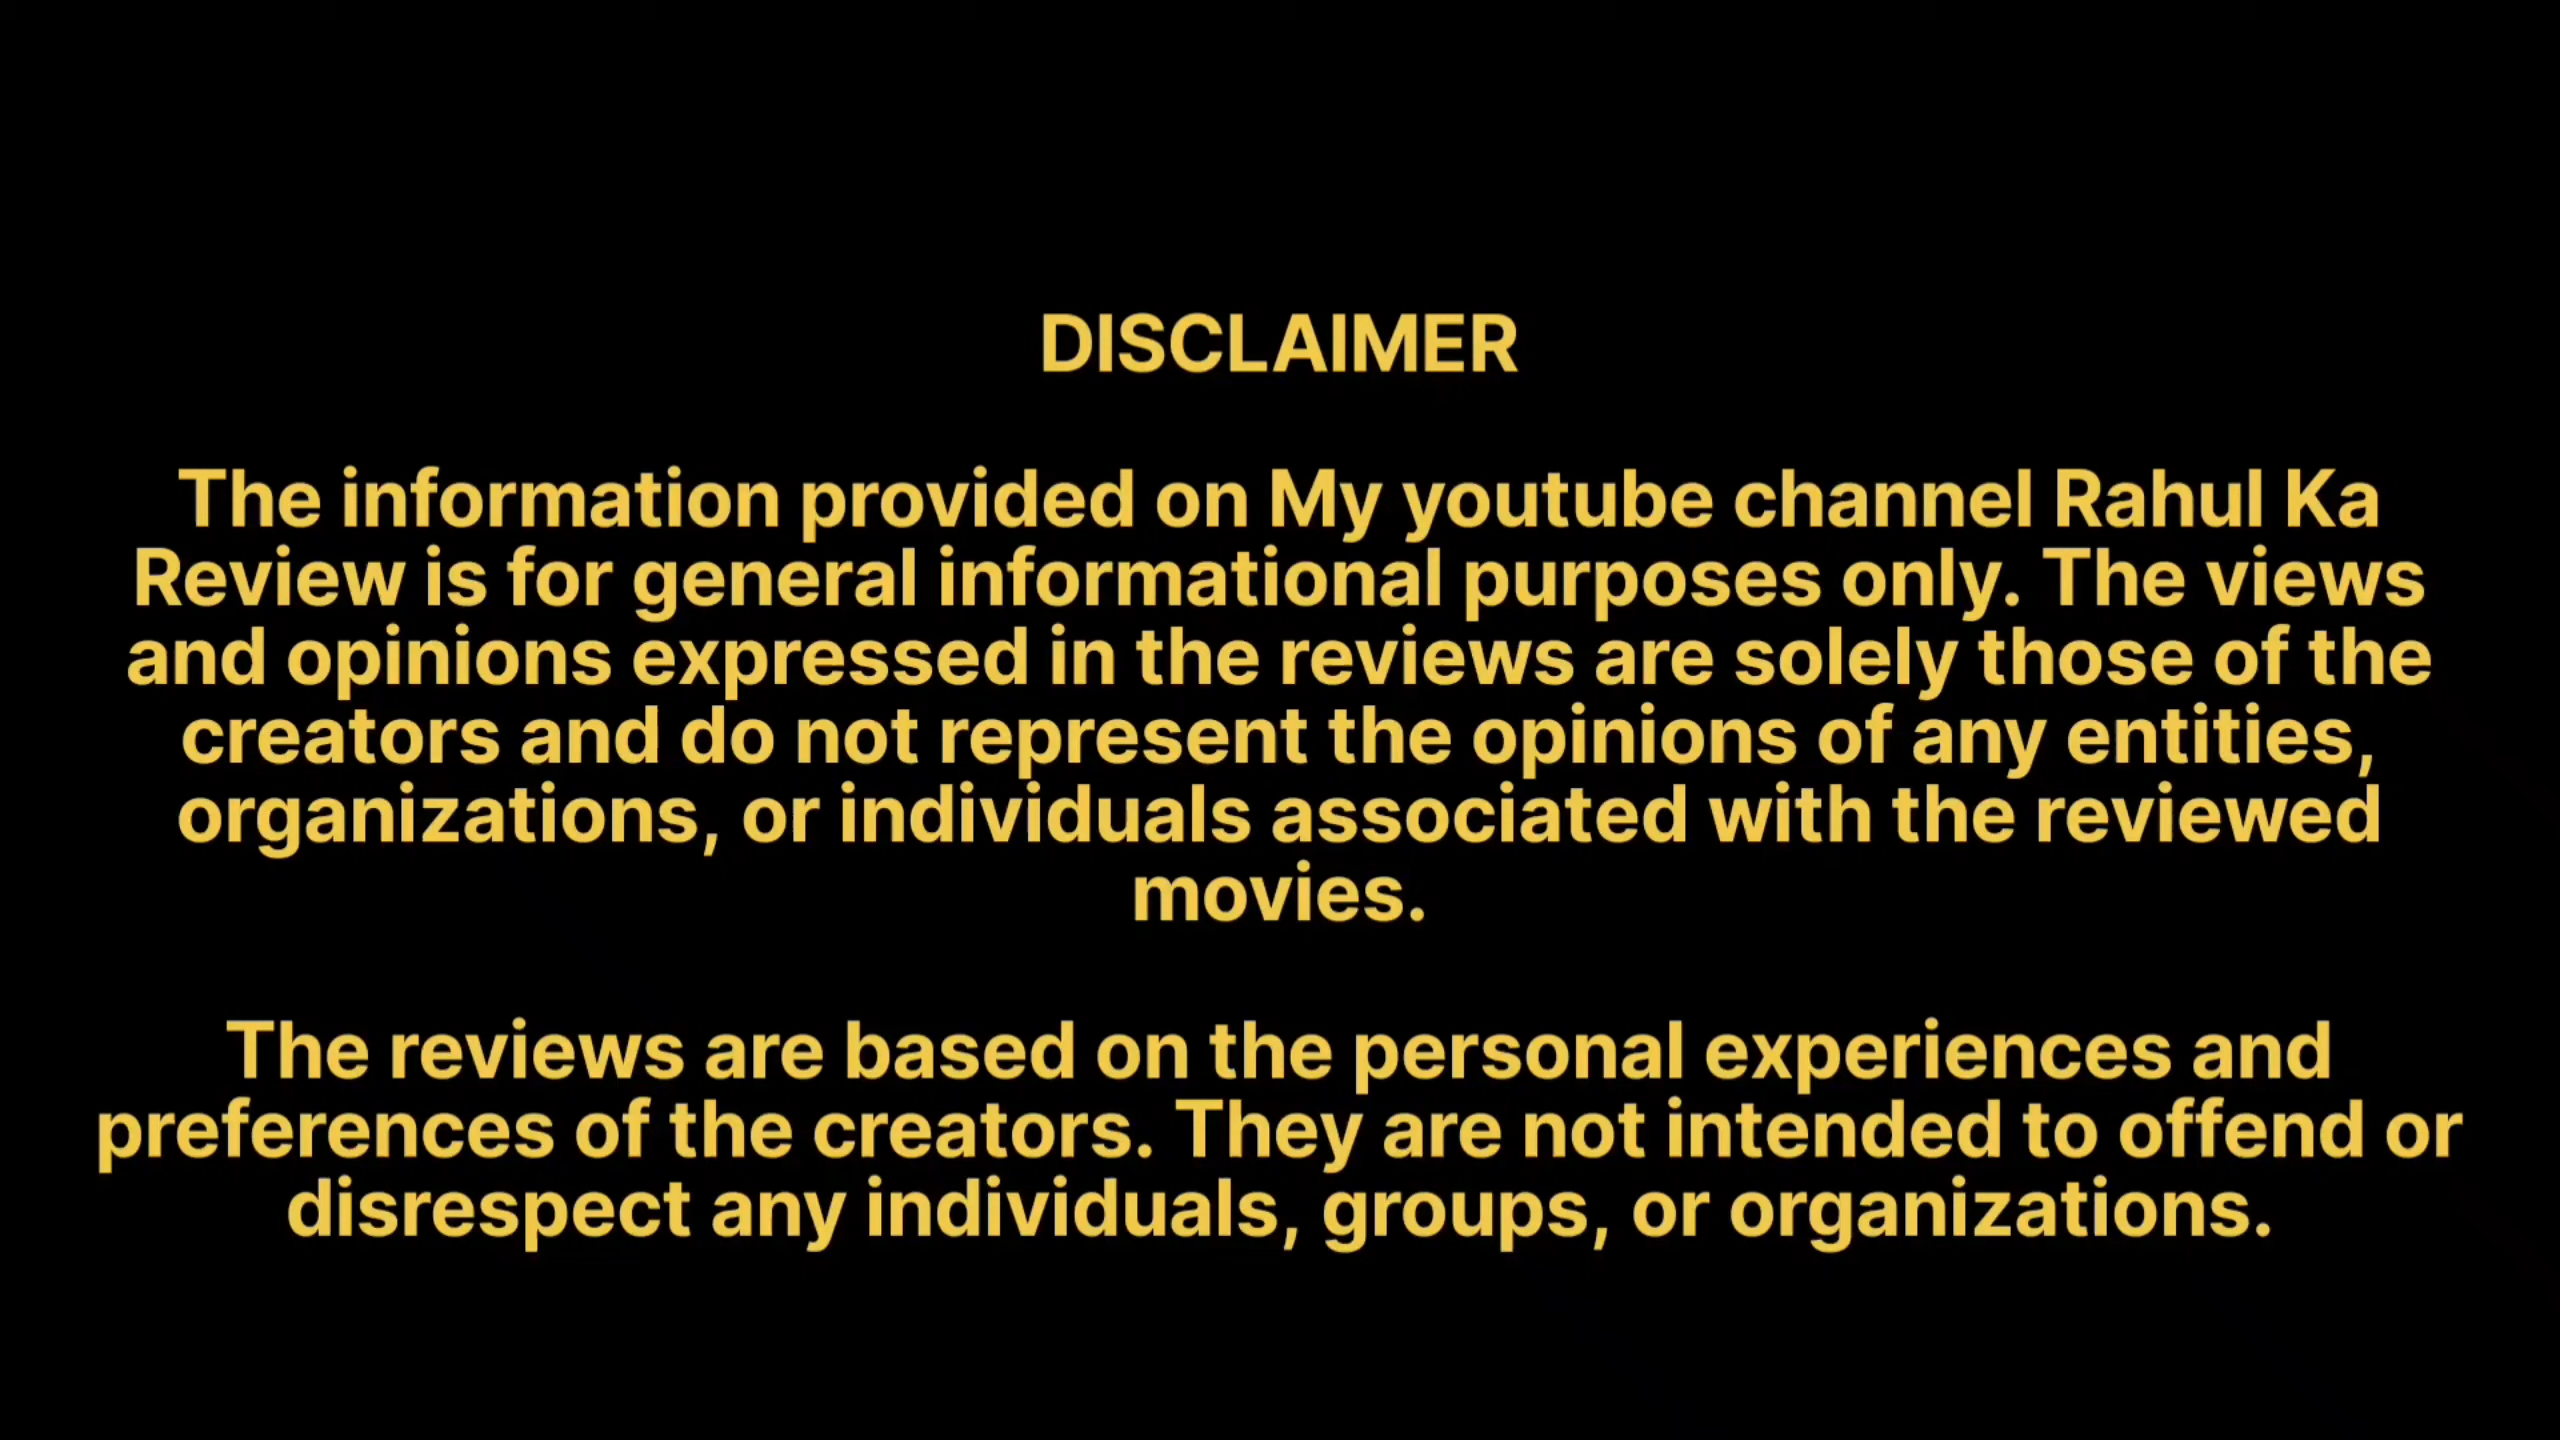 DISCLAIMER
The information provided on My youtube channel Rahul Ka
Review is for general informational purposes only. The views
and opinions expressed in the reviews are solely those of the
creators and do not represent the opinions of any entities,
organizations, or individuals associated with the reviewed
movies.
The reviews are based on the personal experiences and
preferences of the creators. They are not intended to offend or
disrespect any individuals, groups, or organizations.